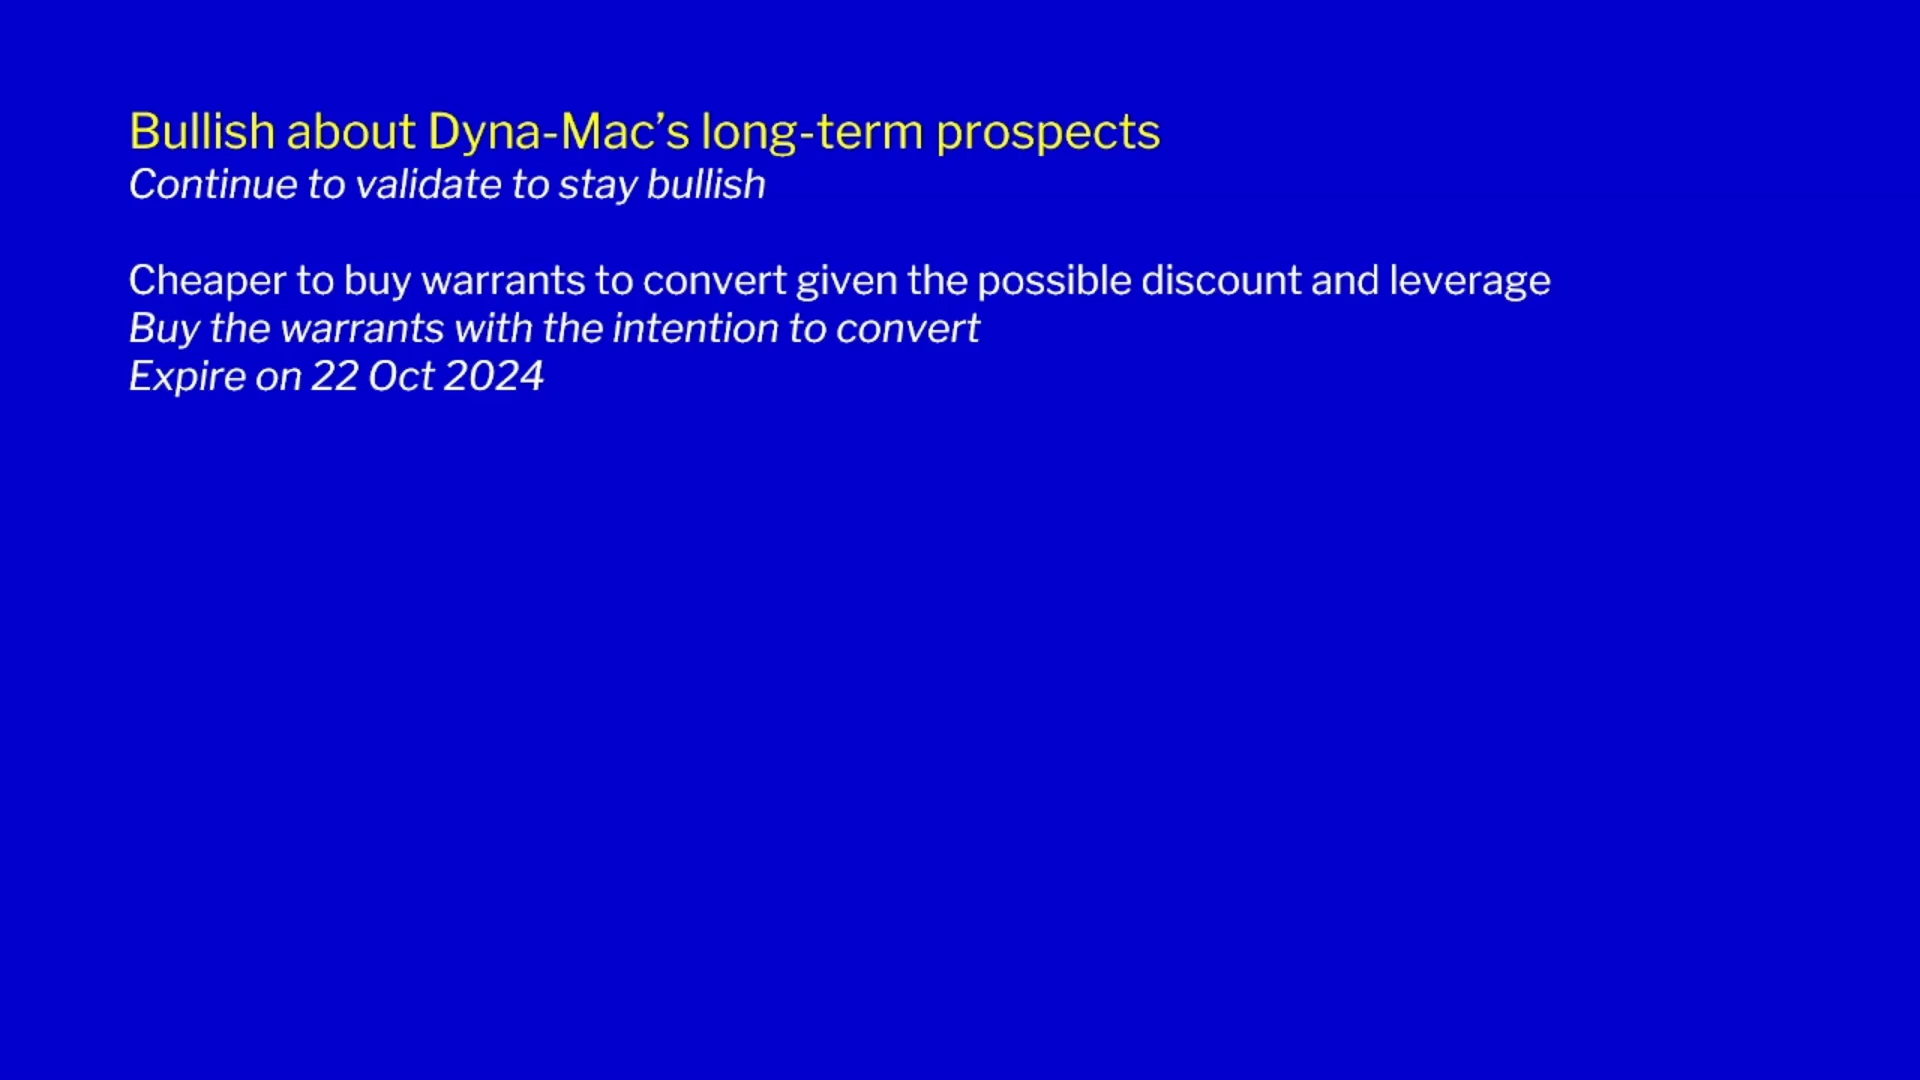 Bullish about Dyna-Mac’s long-term prospects
Continue to validate to stay bullish
Cheaper to buy warrants to convert given the possible discount and leverage
Buy the warrants with the intention to convert
Expire on 22 Oct 2024